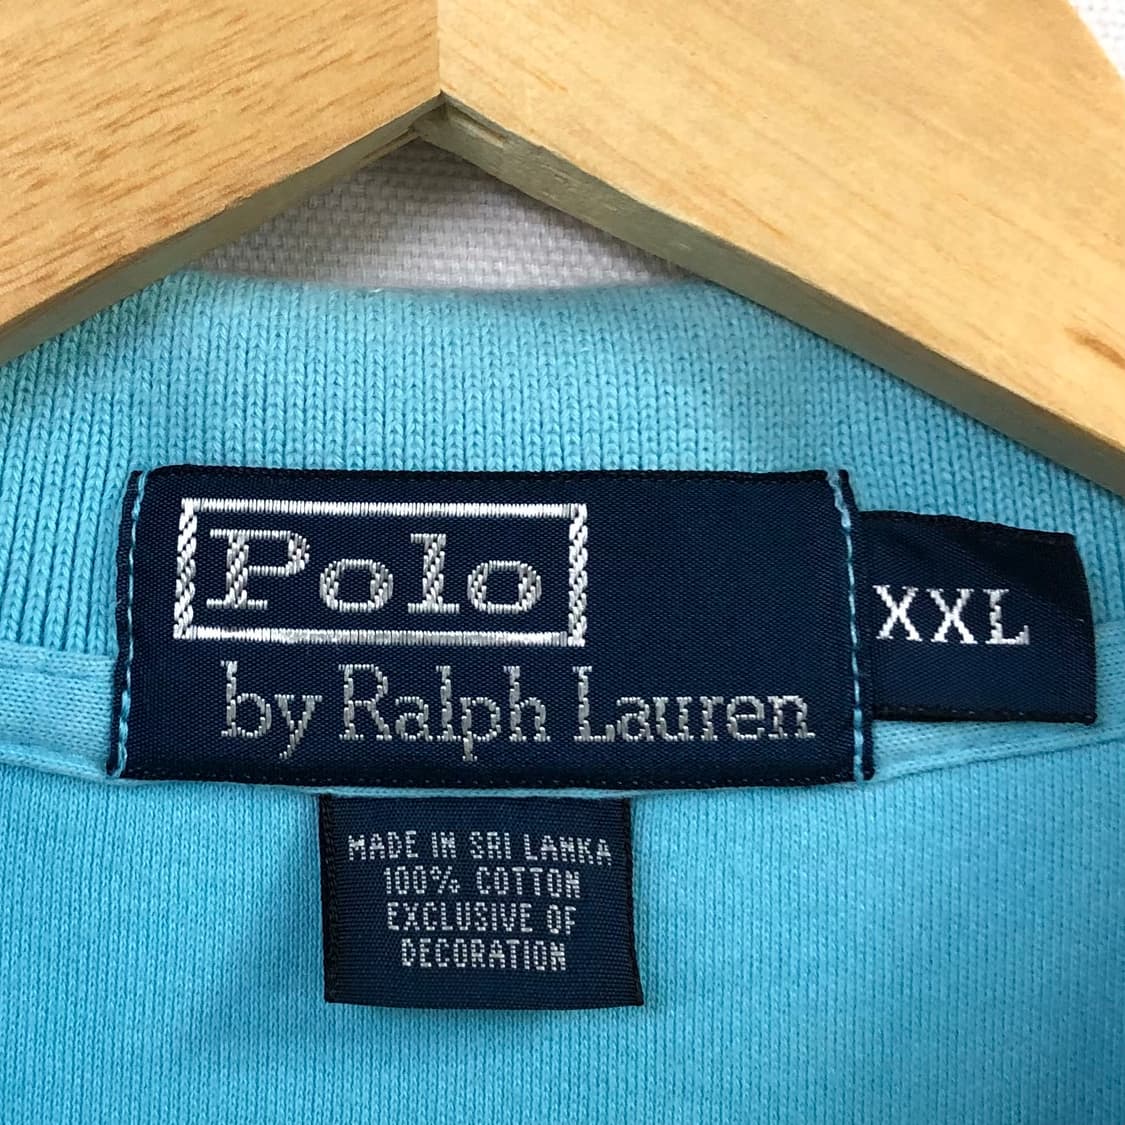 Polo
by Ralph Lauren
XXL
MADE IN SRI LANKA
100% COTTON
EXCLUSIVE OF
DECORATION